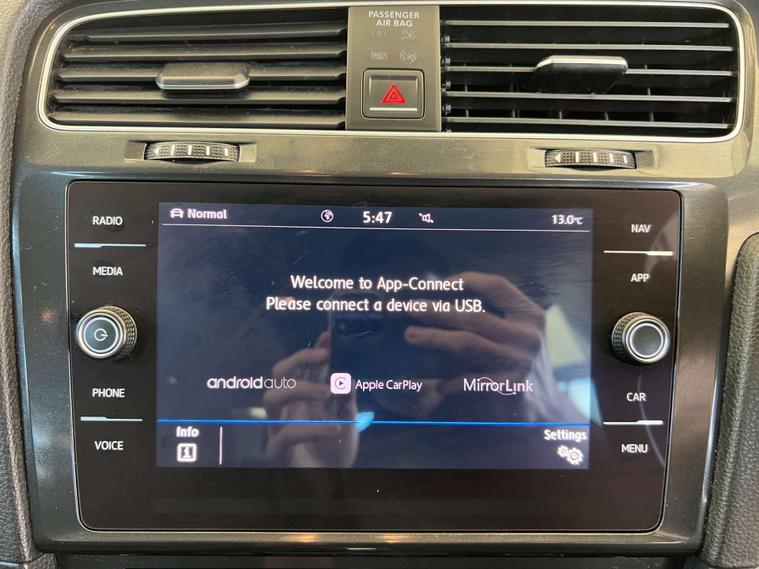 PASSENGER
AIR BAG
RADIO
MEDIA
PHONE
VOICE
Normal
5:47
13.0°C
Welcome to App-Connect
Please connect a device via USB.
androidauto
Apple CarPlay
MirrorLink
Info
Settings
NAV
APP
CAR
MENU